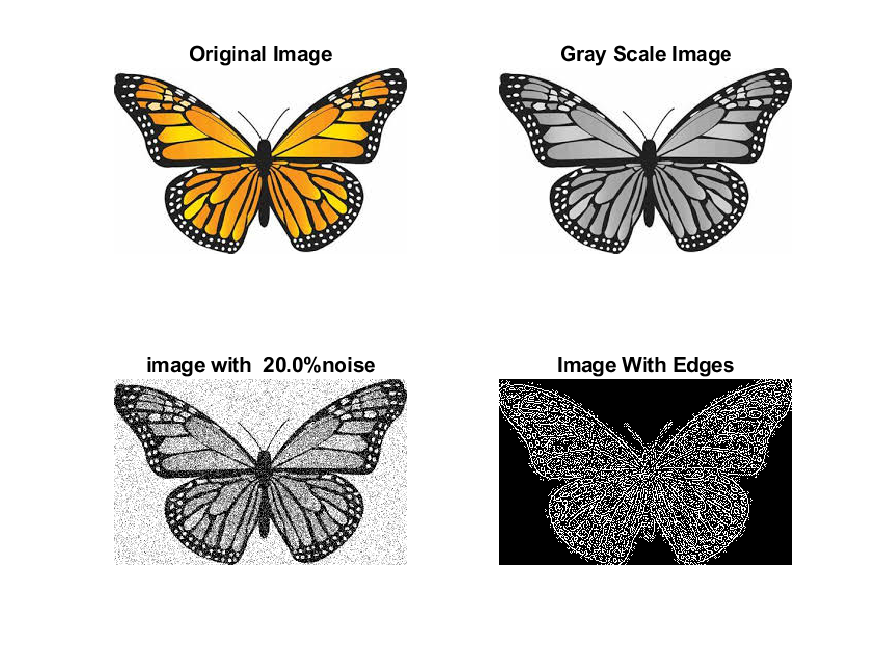 Original Image
Gray Scale Image
image with  20.0%noise
Image With Edges